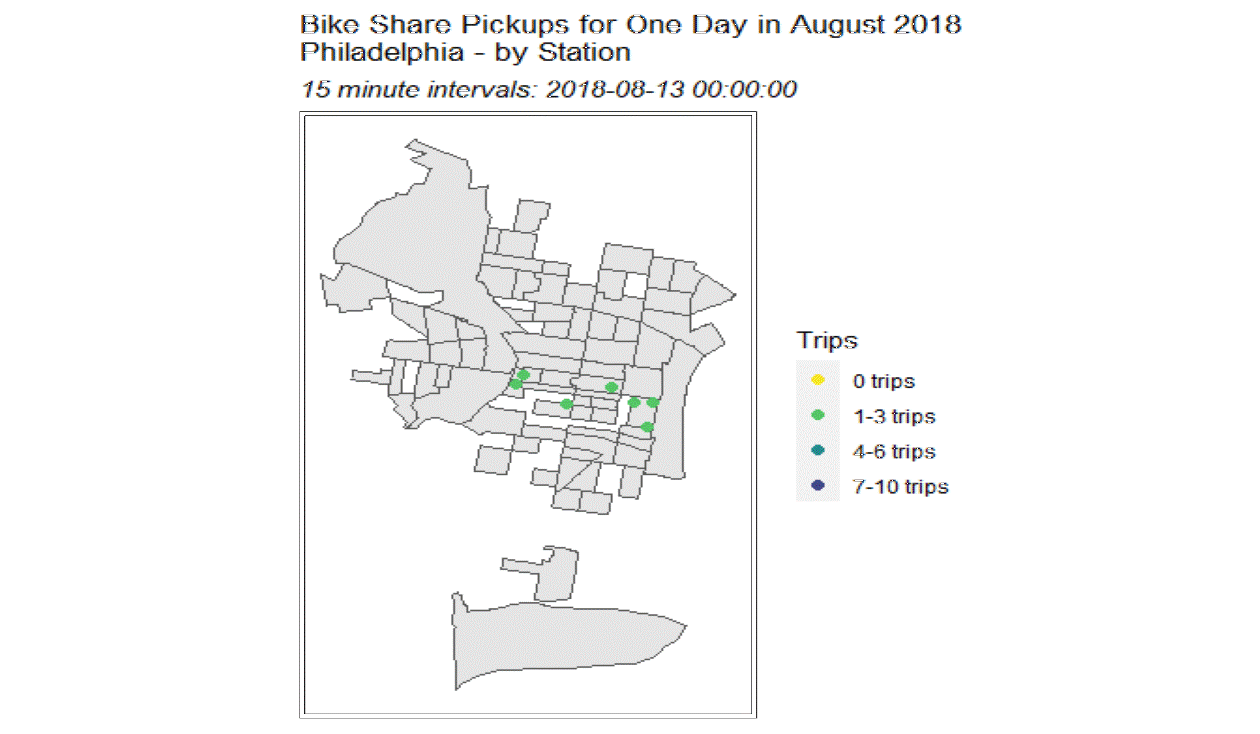 Bike Share Pickups for One Day in August 2018
Philadelphia - by Station
15 minute intervals: 2018-08-13 00:00:00
Trips
0 trips
1-3 trips
4-6 trips
7-10 trips